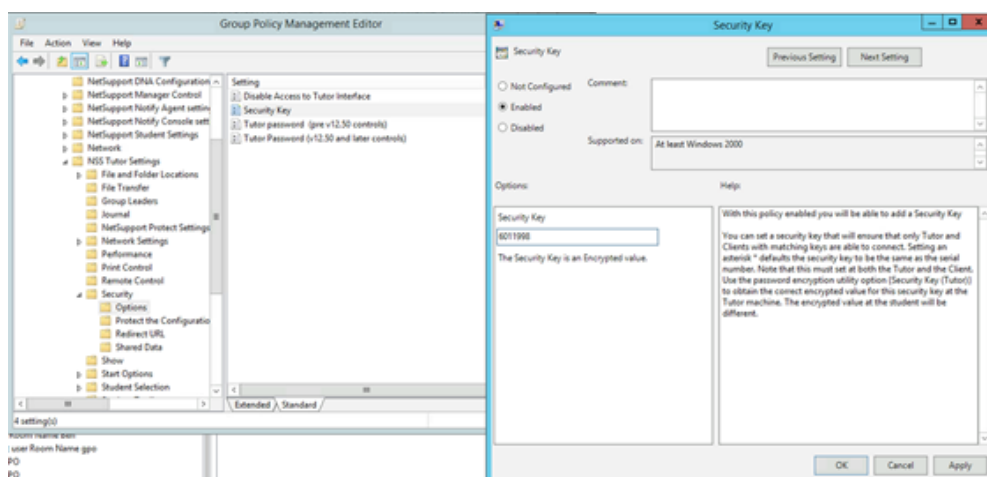 Group Policy Management Editor
File Action View Help
NetSupport DNA Configuration
NetSupport Manager Control
NetSupport Notify Agent settin
NetSupport Notify Console sett
NetSupport Student Settings
Network
NSS Tutor Settings
File and Folder Locations
File Transfer
Group Leaders
Journal
NetSupport Protect Settings
Network Settings
Performance
Print Control
Remote Control
Security
Options
Protect the Configuratio
Redirect URL
Shared Data
Show
Start Options
Student Selection
Setting
Disable Access to Tutor Interface
Security Key
Tutor password (pre v12.50 controls)
Tutor Password (v12.50 and later controls)
Extended Standard
4 setting(s)
user Room Name gpo
PO
PO
Security Key
Security Key
Previous Setting Next Setting
Not Configured
Enabled
Disabled
Comment:
Supported on:
At least Windows 2000
Options:
Help:
Security Key
6011998
The Security Key is an Encrypted value.
With this policy enabled you will be able to add a Security Key
You can set a security key that will ensure that only Tutor and
Clients with matching keys are able to connect. Setting an
asterisk * defaults the security key to be the same as the serial
number. Note that this must set at both the Tutor and the Client.
Use the password encryption utility option (Security Key (Tutor))
to obtain the correct encrypted value for this security key at the
Tutor machine. The encrypted value at the student will be
different.
OK Cancel Apply